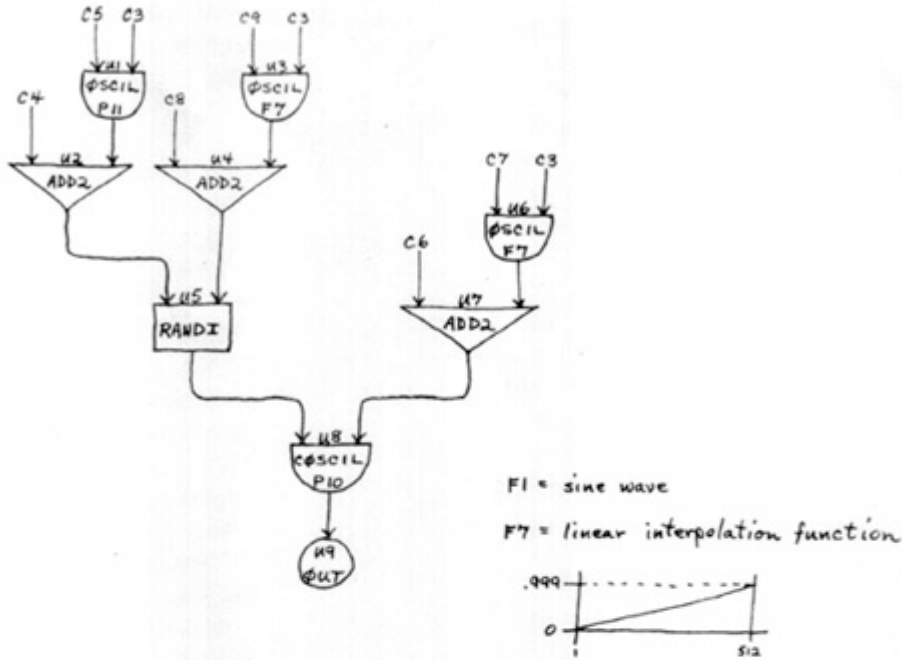 C5 C3 C9 C3
U1 U3
ØSCIL ØSCIL
P11 F7
C4 C8
U2 U4
ADD2 ADD2
C7 C3
U6
ØSCIL
F7
C6
U5 U7
RANDI ADD2
U8
CØSCIL
P10
U9
ØUT
F1 = sine wave
F7 = linear interpolation function
.999
0
1 512